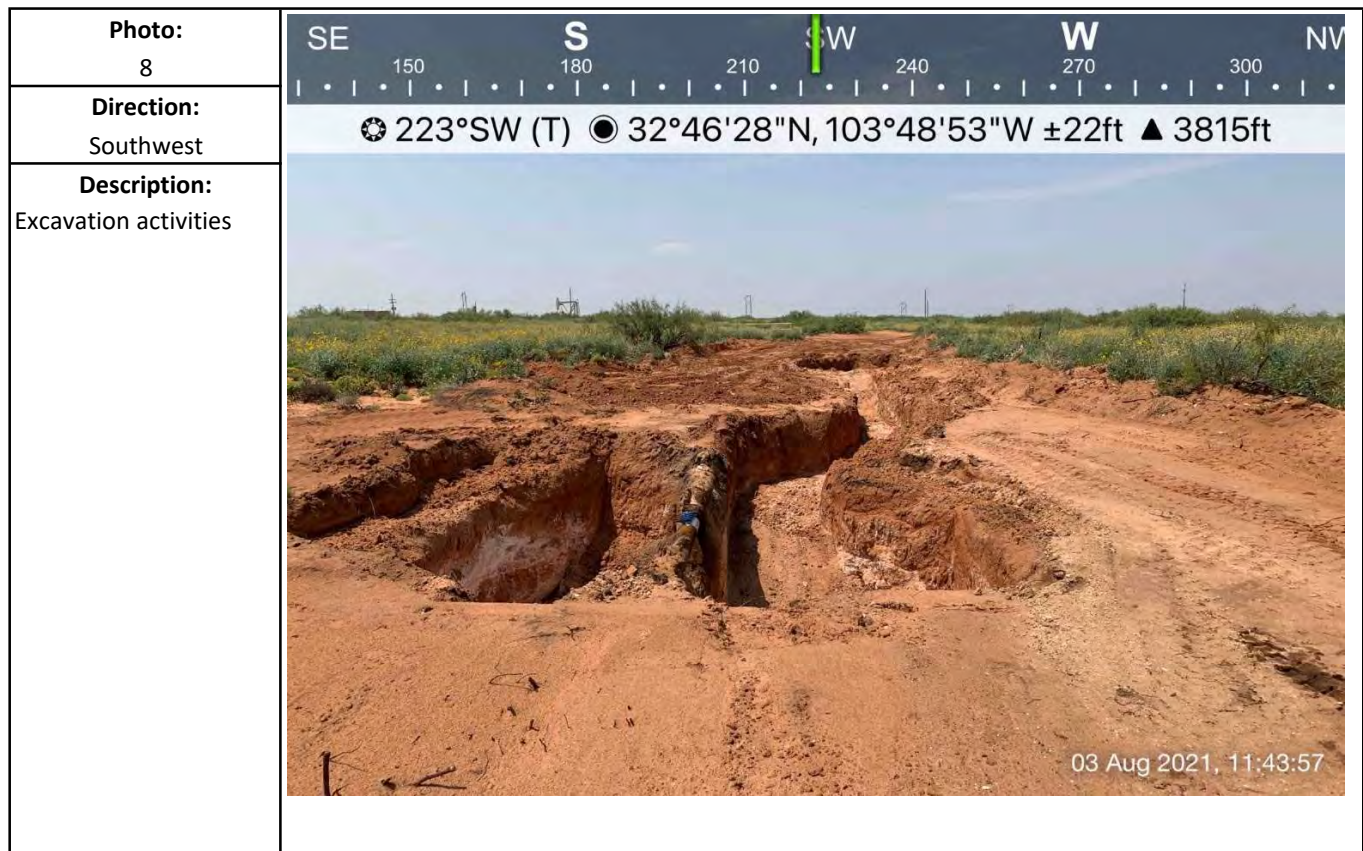 Photo:
8
Direction:
Southwest
Description:
Excavation activities
SE S SW W NW
150 180 210 240 270 300
223°SW (T) 32°46'28"N, 103°48'53"W ±22ft ▲ 3815ft
03 Aug 2021, 11:43:57